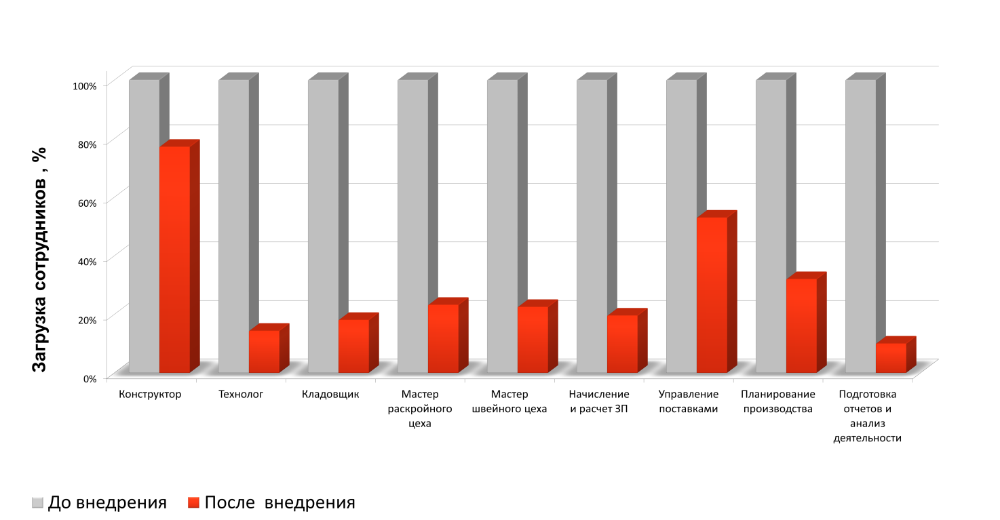 Загрузка сотрудников , %
100%
80%
60%
40%
20%
0%
Конструктор
Технолог
Кладовщик
Мастер
раскройного
цеха
Мастер
швейного цеха
Начисление
и расчет ЗП
Управление
поставками
Планирование
производства
Подготовка
отчетов и
анализ
деятельности
До внедрения
После  внедрения